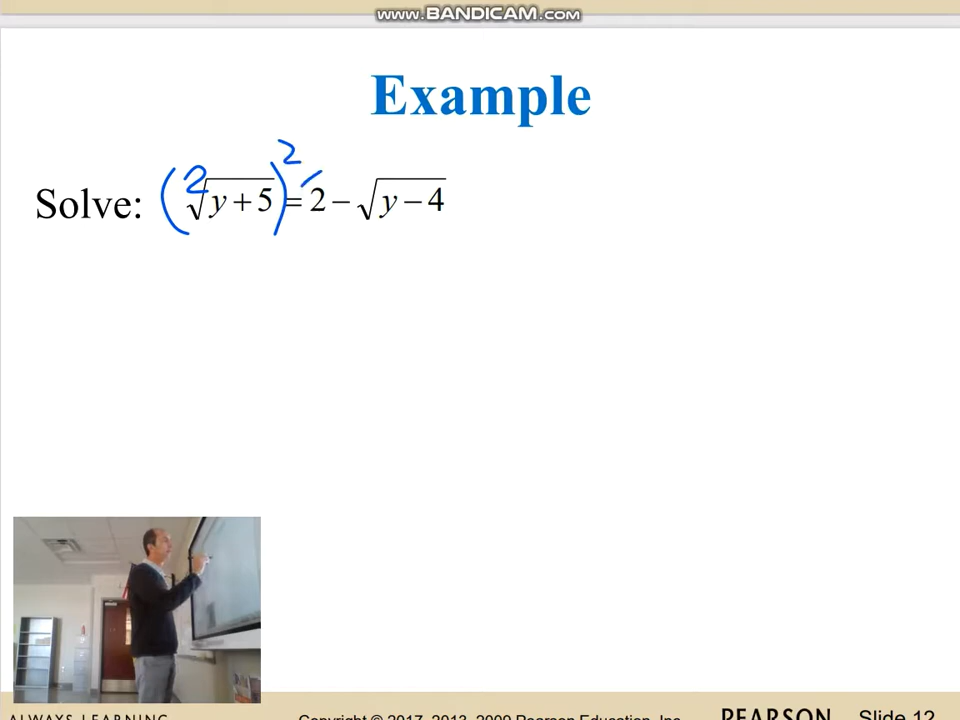 www.BANDICAM.com
Example
Solve: (²√(y + 5))² = 2 − √(y − 4)
ALWAYS LEARNING
Copyright © 2017, 2013, 2009 Pearson Education, Inc.
PEARSON
Slide 12